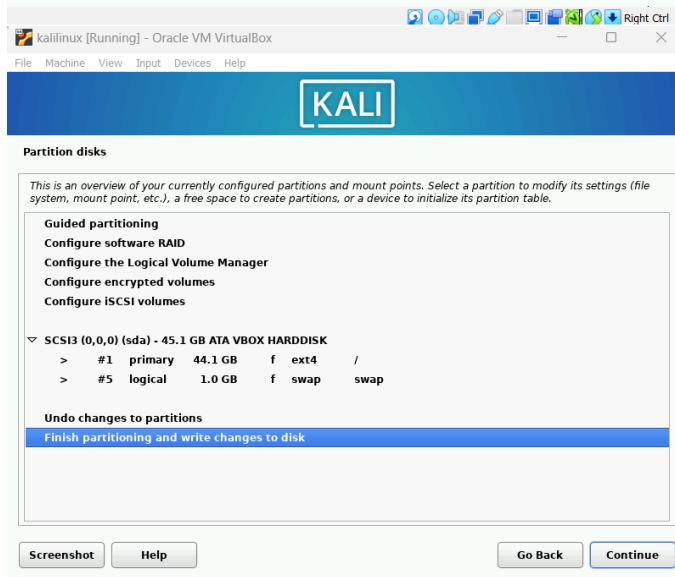 Right Ctrl
kalilinux [Running] - Oracle VM VirtualBox
File Machine View Input Devices Help
KALI
Partition disks
This is an overview of your currently configured partitions and mount points. Select a partition to modify its settings (file
system, mount point, etc.), a free space to create partitions, or a device to initialize its partition table.
Guided partitioning
Configure software RAID
Configure the Logical Volume Manager
Configure encrypted volumes
Configure iSCSI volumes
SCSI3 (0,0,0) (sda) - 45.1 GB ATA VBOX HARDDISK
> #1 primary 44.1 GB f ext4 /
> #5 logical 1.0 GB f swap swap
Undo changes to partitions
Finish partitioning and write changes to disk
Screenshot Help Go Back Continue